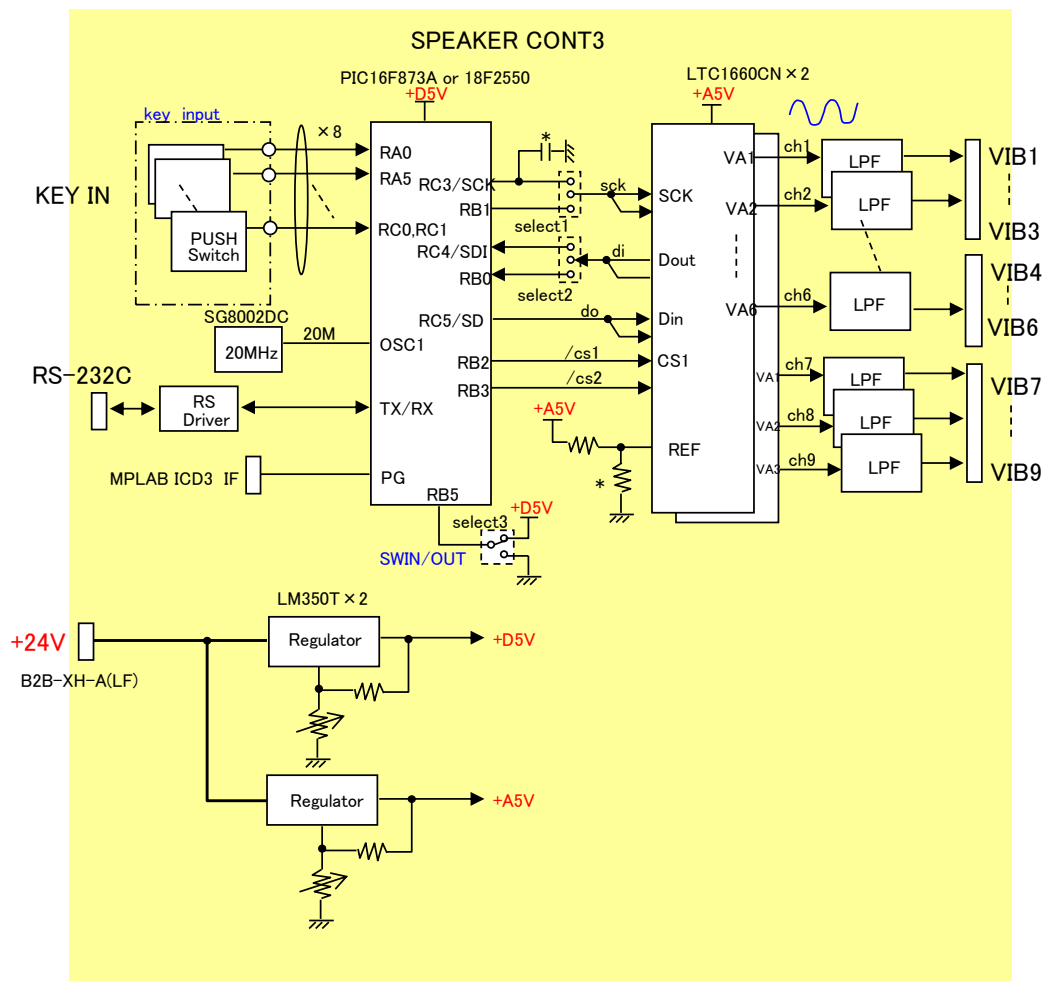 SPEAKER CONT3
PIC16F873A or 18F2550
+D5V
LTC1660CN×2
+A5V
key input
×8
KEY IN
PUSH
Switch
RA0
RA5
RC0,RC1
RC3/SCK
RB1
RC4/SDI
RB0
RC5/SD
RB2
RB3
OSC1
TX/RX
PG
RB5
*
select1
select2
sck
di
do
/cs1
/cs2
SCK
Dout
Din
CS1
REF
VA1
VA2
VA6
VA1
VA2
VA3
ch1
ch2
ch6
ch7
ch8
ch9
LPF
LPF
LPF
LPF
LPF
LPF
VIB1
VIB3
VIB4
VIB6
VIB7
VIB9
SG8002DC
20MHz
20M
RS-232C
RS
Driver
MPLAB ICD3 IF
+A5V
*
select3
+D5V
SWIN/OUT
LM350T×2
+24V
B2B-XH-A(LF)
Regulator
+D5V
Regulator
+A5V